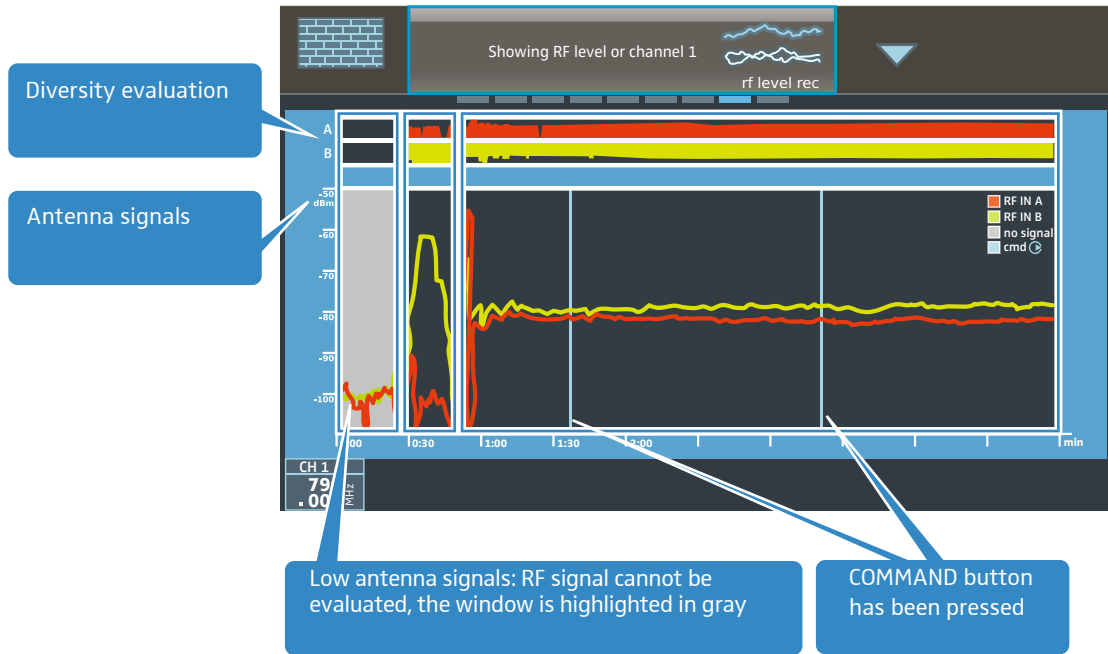 Showing RF level or channel 1
rf level rec
Diversity evaluation
A
B
Antenna signals
-50
dBm
-60
-70
-80
-90
-100
RF IN A
RF IN B
no signal
cmd
0:30
1:00
1:30
2:00
min
CH 1
MHz
Low antenna signals: RF signal cannot be
evaluated, the window is highlighted in gray
COMMAND button
has been pressed